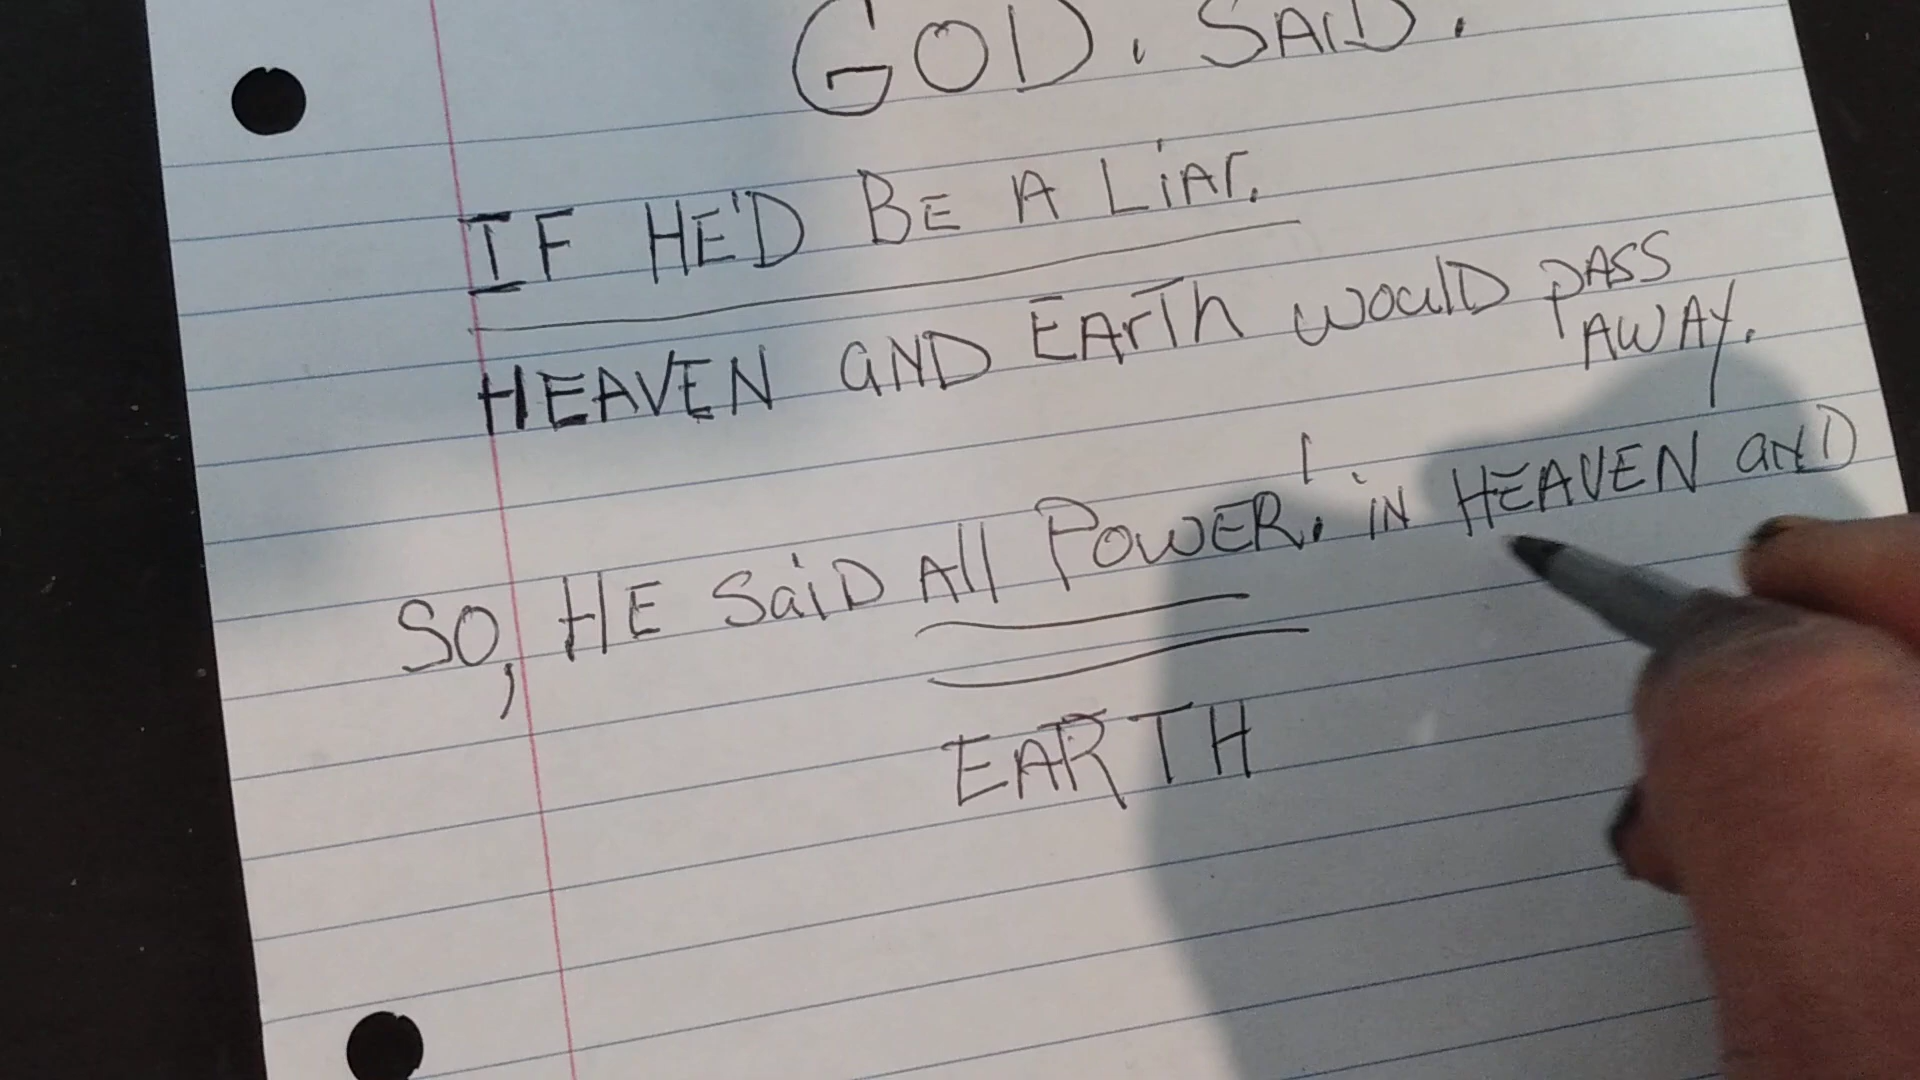 GOD. SAID.
IF HE'D BE A LiAr.
HEAVEN AND EArTh would pASS
AWAY.
SO, HE SaiD All POWER! iN HEAVEN aND
EARTH